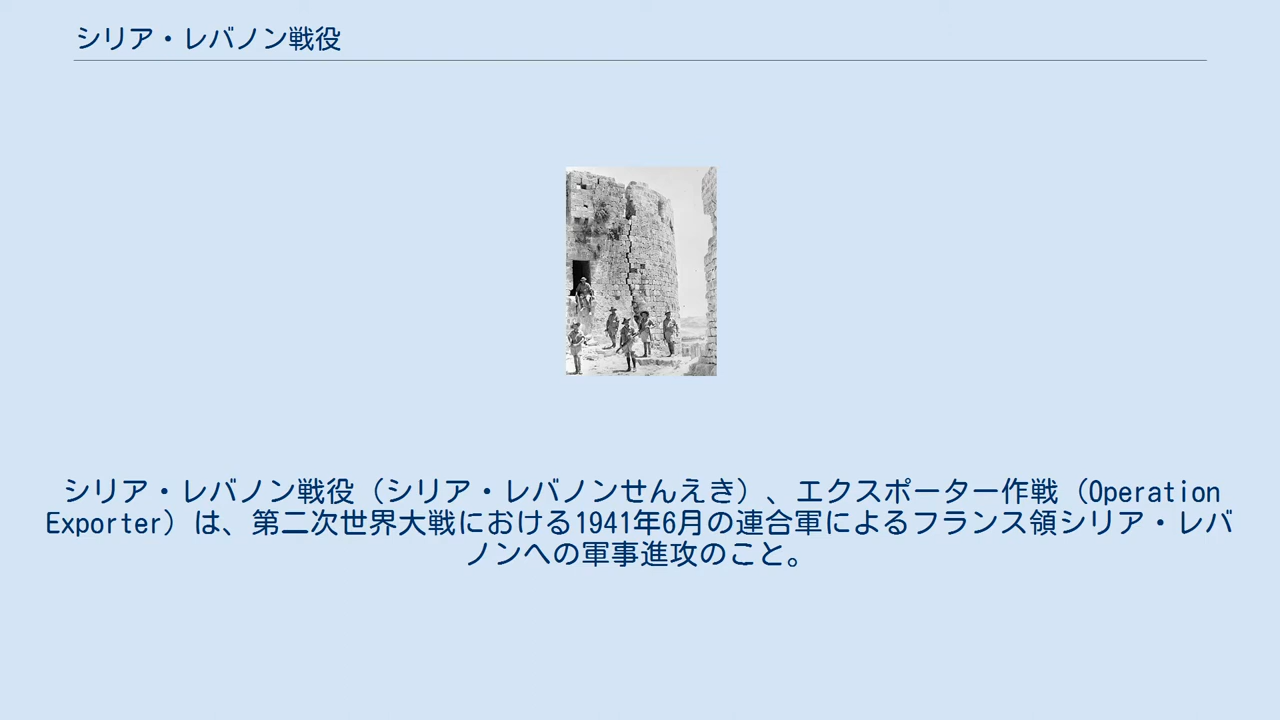 シリア・レバノン戦役
シリア・レバノン戦役（シリア・レバノンせんえき）、エクスポーター作戦（Operation
Exporter）は、第二次世界大戦における1941年6月の連合軍によるフランス領シリア・レバ
ノンへの軍事進攻のこと。